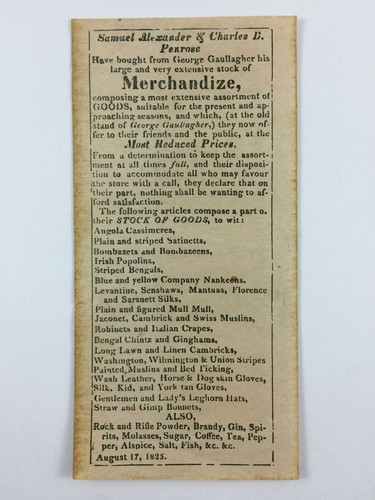 Samuel Alexander & Charles B.
Penrose
Have bought from George Gaullagher his
large and very extensive stock of
Merchandize,
composing a most extensive assortment of
GOODS, suitable for the present and ap-
proaching seasons, and which, (at the old
stand of George Gaullagher,) they now of-
fer to their friends and the public, at the
Most Reduced Prices.
From a determination to keep the assort-
ment at all times full, and their disposi-
tion to accommodate all who may favour
the store with a call, they declare that on
their part, nothing shall be wanting to af-
ford satisfaction.
The following articles compose a part o.
their STOCK OF GOODS, to wit:
Angola Cassimeres,
Plain and striped Satinetts,
Bombazets and Bombazeens,
Irish Popolins,
Striped Bengals,
Blue and yellow Company Nankeens.
Levantine, Senshaws, Mantuas, Florence
and Sarsnett Silks,
Plain and figured Mull Mull,
Jaconet, Cambrick and Swiss Muslins,
Robinets and Italian Crapes,
Bengal Chintz and Ginghams,
Long Lawn and Linen Cambricks,
Washington, Wilmington & Union Stripes
Painted Muslins and Bed Ticking,
Wash Leather, Horse & Dog skin Gloves,
Silk, Kid, and York tan Gloves,
Gentlemen and Lady's Leghorn Hats,
Straw and Gimp Bonnets,
ALSO,
Rock and Rifle Powder, Brandy, Gin, Spi-
rits, Molasses, Sugar, Coffee, Tea, Pep-
per, Alspice, Salt, Fish, &c. &c.
August 17, 1825.